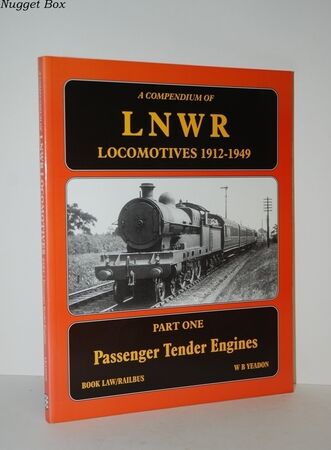 Nugget Box
A COMPENDIUM OF
LNWR
LOCOMOTIVES 1912-1949
PART ONE
Passenger Tender Engines
BOOK LAW/RAILBUS
W B YEADON